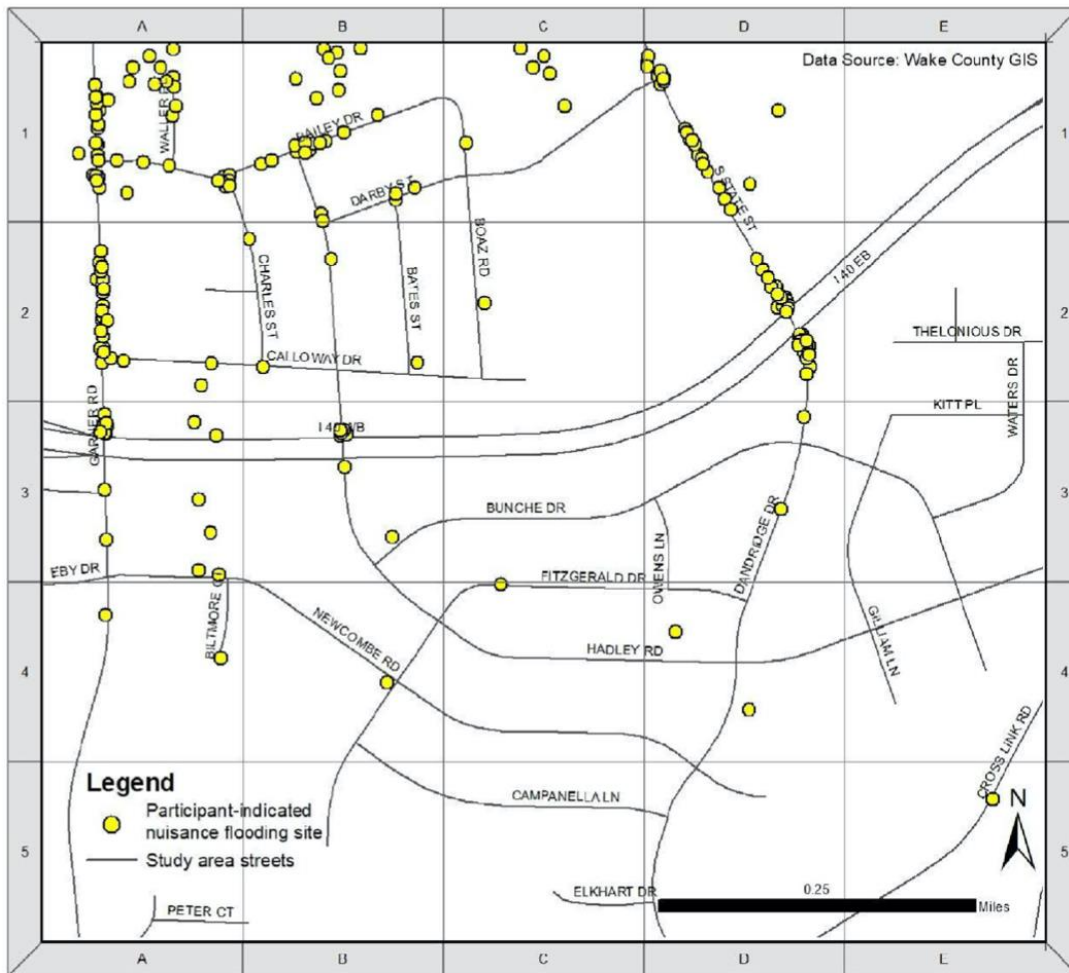 A B C D E
Data Source: Wake County GIS
1
1
WALLER RD
BAILEY DR
DARBY ST
S STATE ST
BOAZ RD
I 40 EB
CHARLES ST
BATES ST
2
2
THELONIOUS DR
CALLOWAY DR
WATERS DR
KITT PL
GARNER RD
I 40 WB
3
3
BUNCHE DR
OWENS LN
DANDRIDGE DR
EBY DR
FITZGERALD DR
BILTMORE
NEWCOMBE RD
GILLIAM LN
HADLEY RD
4
4
CROSS LINK RD
Legend
Participant-indicated
nuisance flooding site
Study area streets
CAMPANELLA LN
N
5
5
ELKHART DR
0.25
Miles
PETER CT
A B C D E